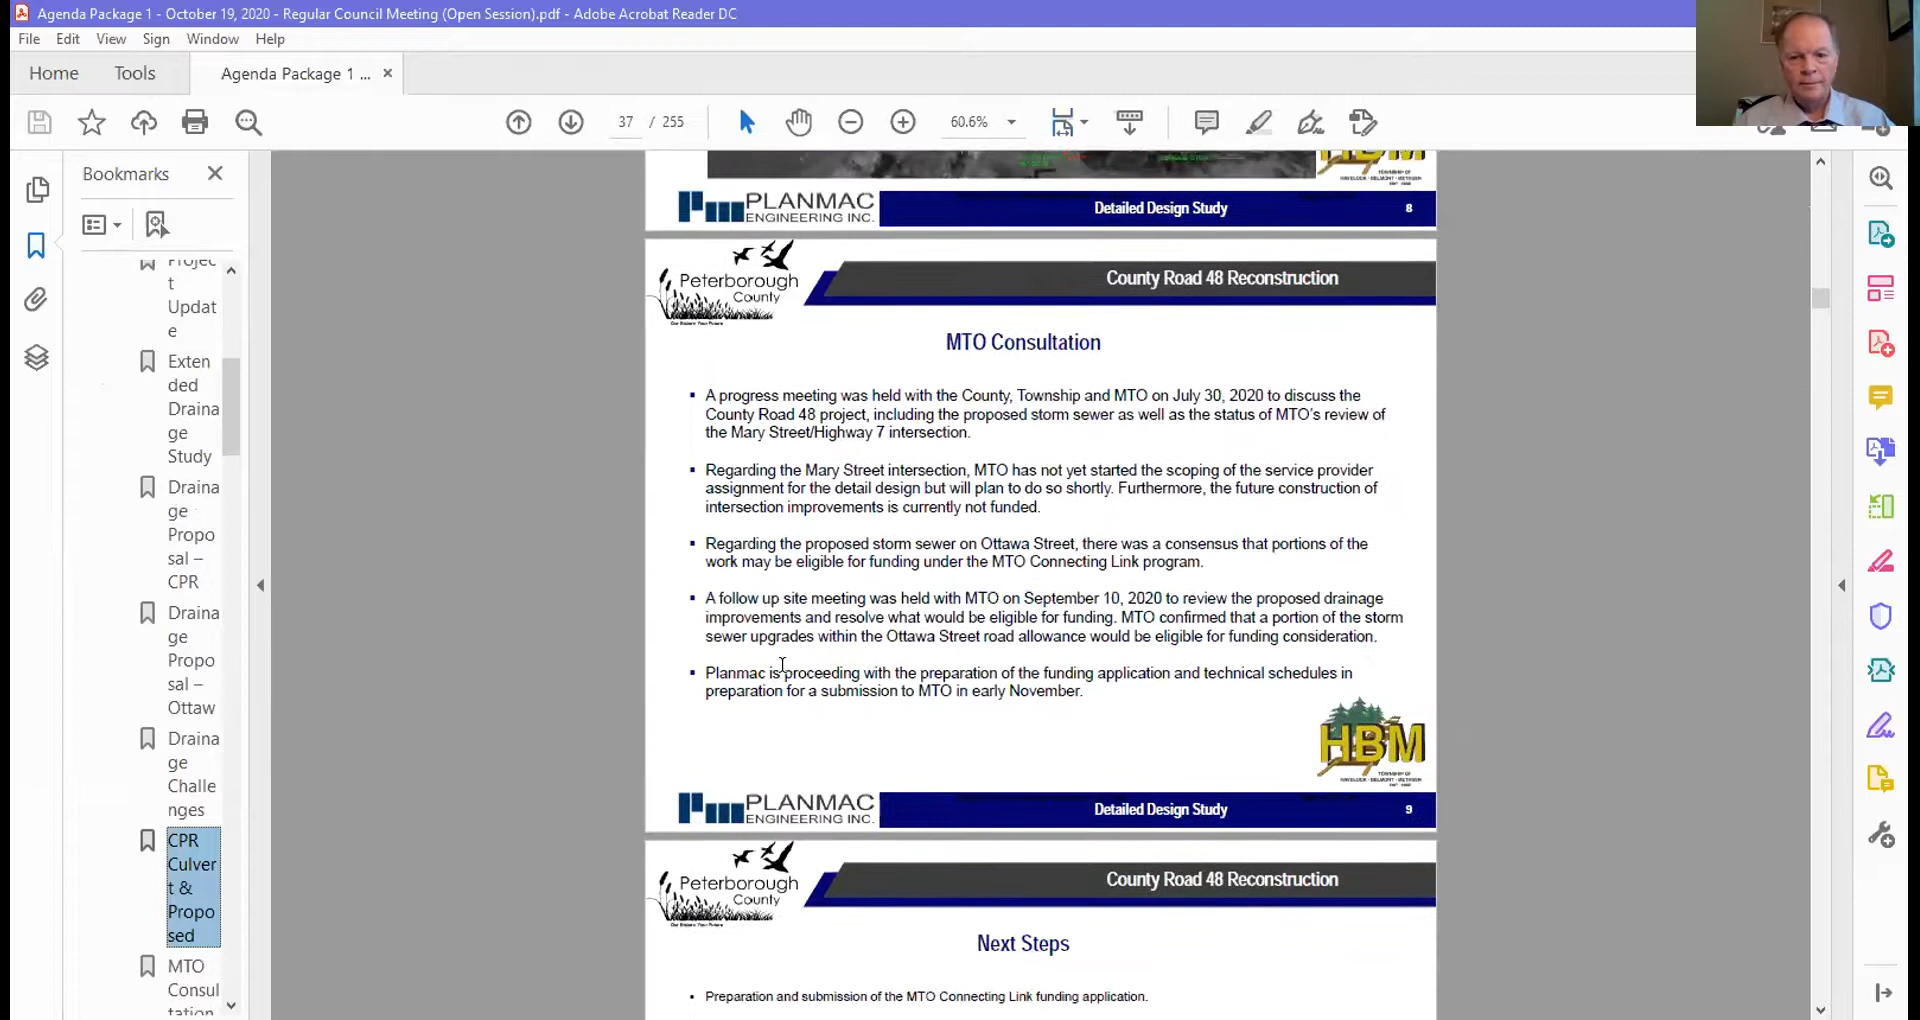 Agenda Package 1 - October 19, 2020 - Regular Council Meeting (Open Session).pdf - Adobe Acrobat Reader DC
File Edit View Sign Window Help
Home Tools Agenda Package 1 ... ×
37 / 255 60.6%
Bookmarks
Projec
t
Updat
e
Exten
ded
Draina
ge
Study
Draina
ge
Propo
sal –
CPR
Draina
ge
Propo
sal –
Ottaw
Draina
ge
Challe
nges
CPR
Culver
t &
Propo
sed
MTO
Consul
tation
HBM
PLANMAC
ENGINEERING INC.
Detailed Design Study 8
Peterborough
County
County Road 48 Reconstruction
MTO Consultation
▪ A progress meeting was held with the County, Township and MTO on July 30, 2020 to discuss the
County Road 48 project, including the proposed storm sewer as well as the status of MTO's review of
the Mary Street/Highway 7 intersection.
▪ Regarding the Mary Street intersection, MTO has not yet started the scoping of the service provider
assignment for the detail design but will plan to do so shortly. Furthermore, the future construction of
intersection improvements is currently not funded.
▪ Regarding the proposed storm sewer on Ottawa Street, there was a consensus that portions of the
work may be eligible for funding under the MTO Connecting Link program.
▪ A follow up site meeting was held with MTO on September 10, 2020 to review the proposed drainage
improvements and resolve what would be eligible for funding. MTO confirmed that a portion of the storm
sewer upgrades within the Ottawa Street road allowance would be eligible for funding consideration.
▪ Planmac is proceeding with the preparation of the funding application and technical schedules in
preparation for a submission to MTO in early November.
HBM
TOWNSHIP OF
HAVELOCK - BELMONT - METHUEN
PLANMAC
ENGINEERING INC.
Detailed Design Study 9
Peterborough
County
County Road 48 Reconstruction
Next Steps
▪ Preparation and submission of the MTO Connecting Link funding application.